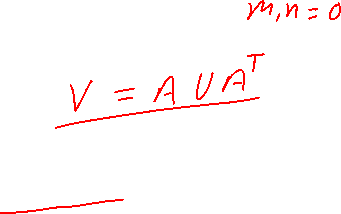 m,n=0
V = A U A^T